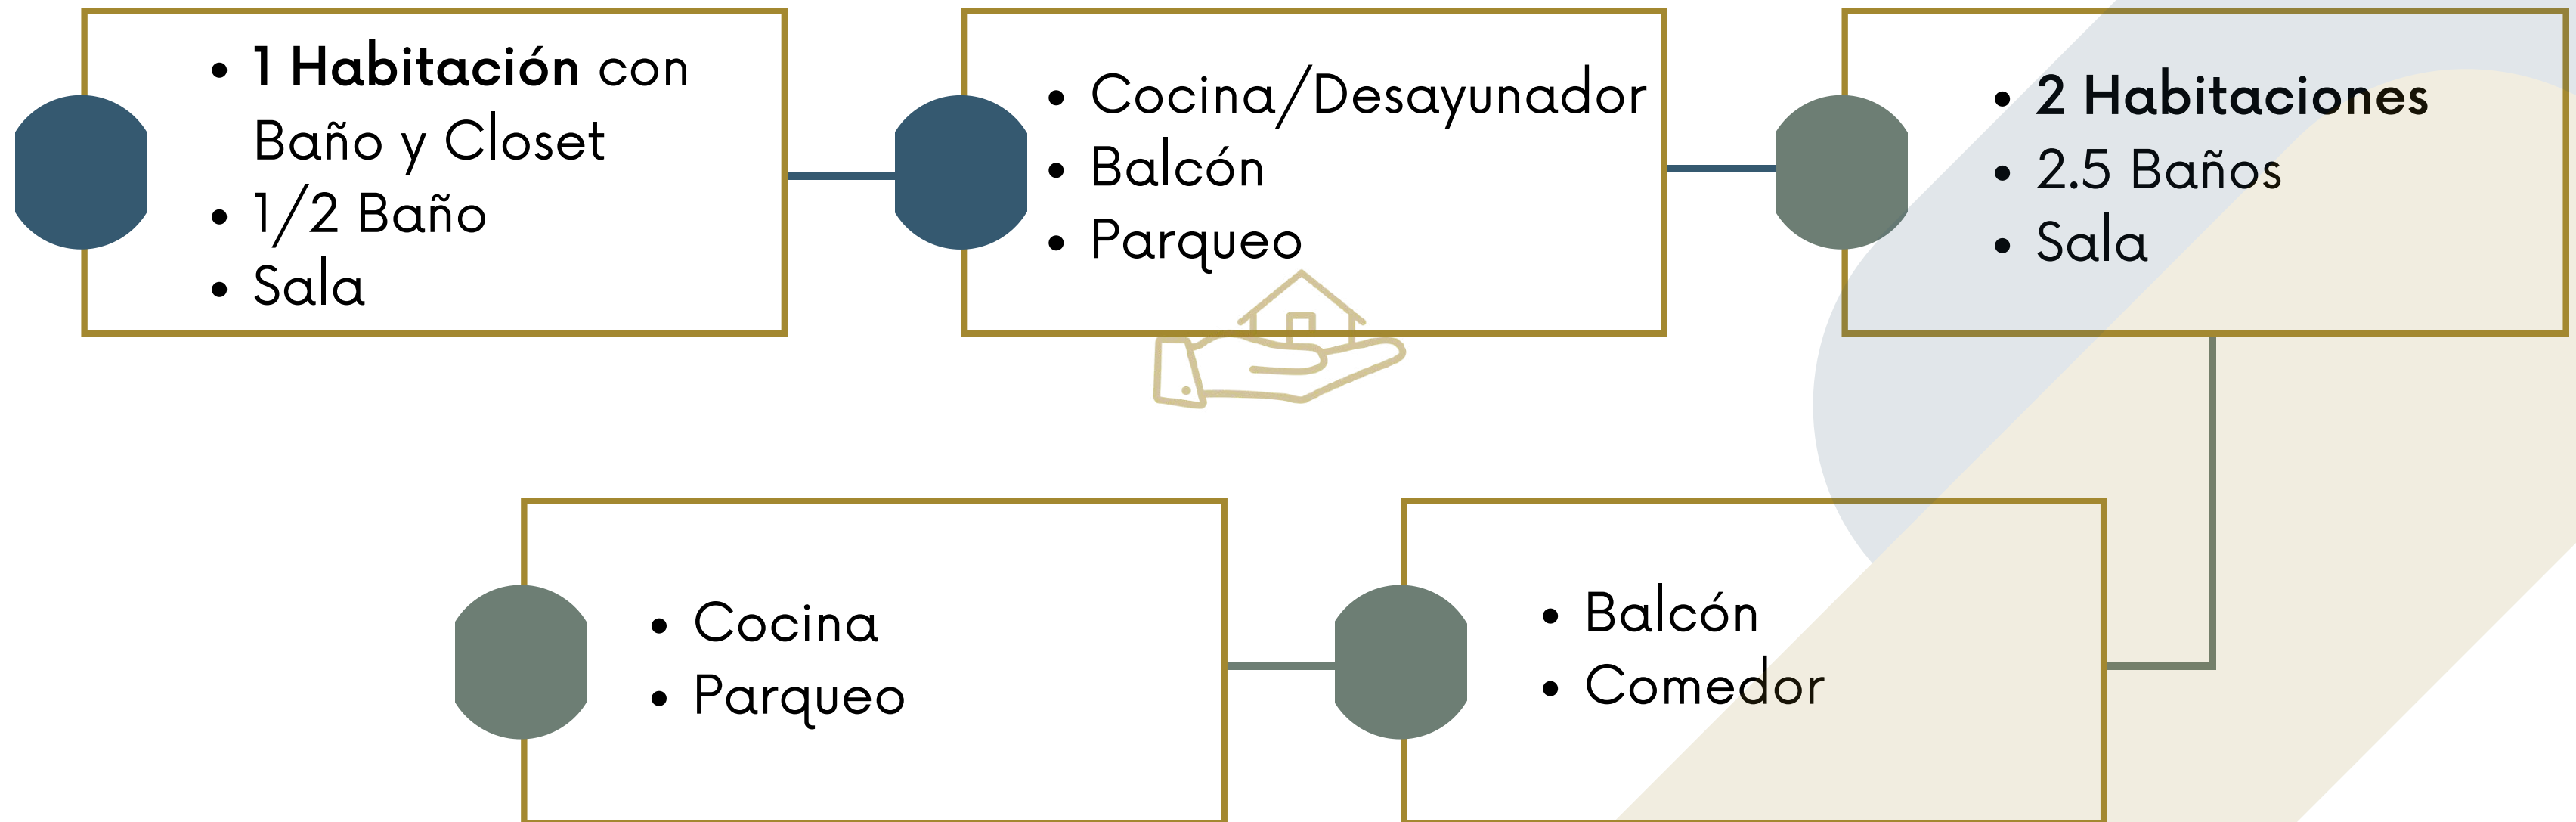 • 1 Habitación con
Baño y Closet
• 1/2 Baño
• Sala
• Cocina/Desayunador
• Balcón
• Parqueo
• 2 Habitaciones
• 2.5 Baños
• Sala
• Cocina
• Parqueo
• Balcón
• Comedor